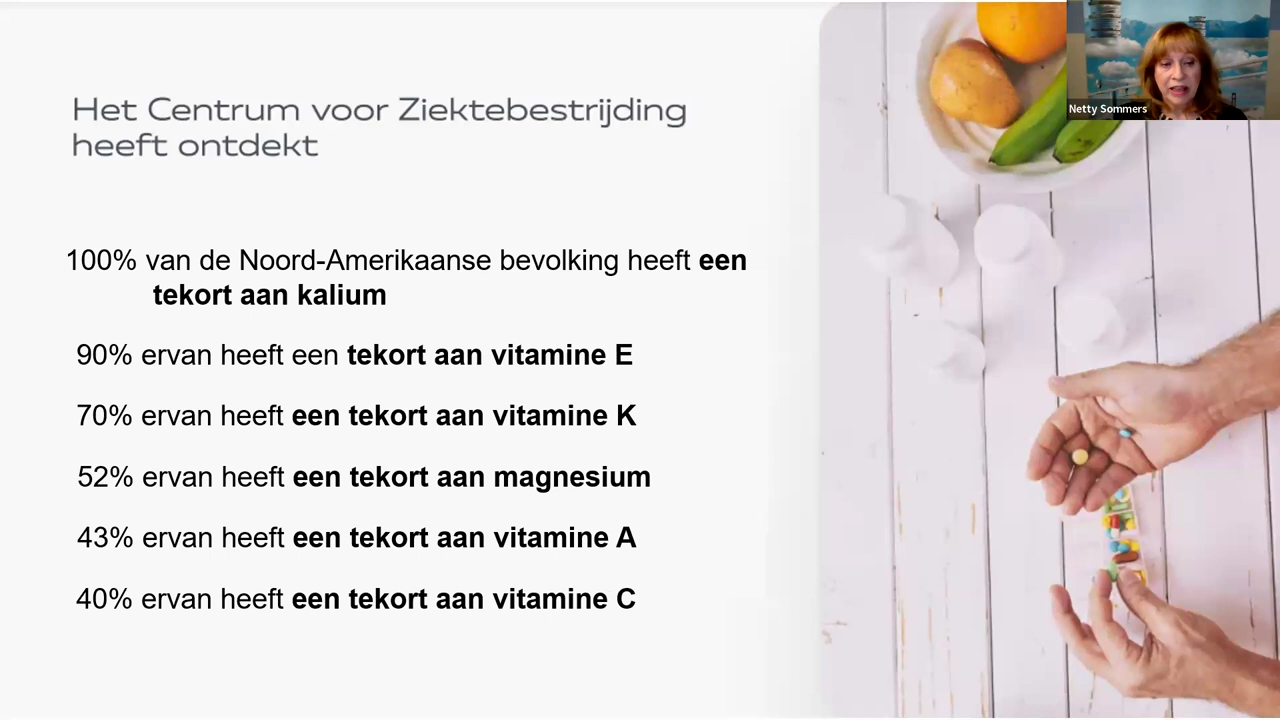 Het Centrum voor Ziektebestrijding
heeft ontdekt
100% van de Noord-Amerikaanse bevolking heeft een
tekort aan kalium
90% ervan heeft een tekort aan vitamine E
70% ervan heeft een tekort aan vitamine K
52% ervan heeft een tekort aan magnesium
43% ervan heeft een tekort aan vitamine A
40% ervan heeft een tekort aan vitamine C
Netty Sommers